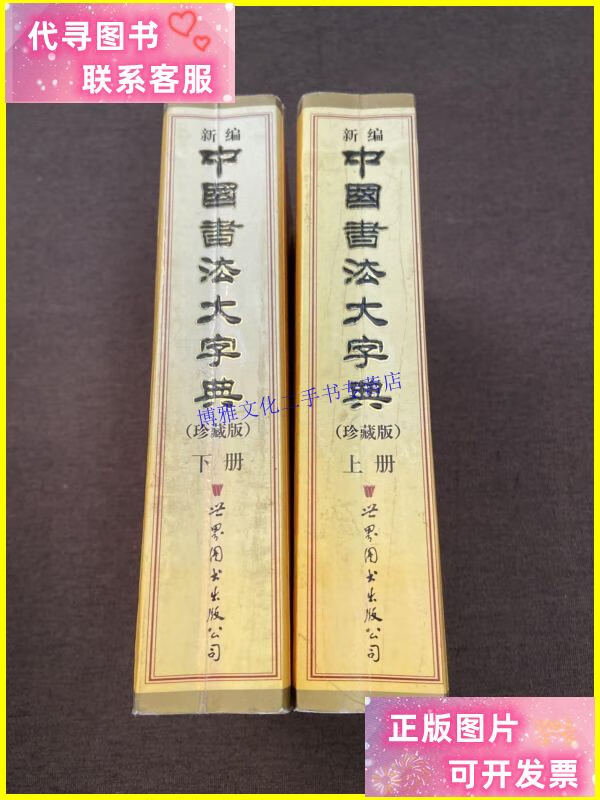 代寻图书
联系客服
新编
中國書法大字典
(珍藏版)
下册
世界图书出版公司
新编
中國書法大字典
(珍藏版)
上册
世界图书出版公司
博雅文化二手书专营店
正版图片
可开发票